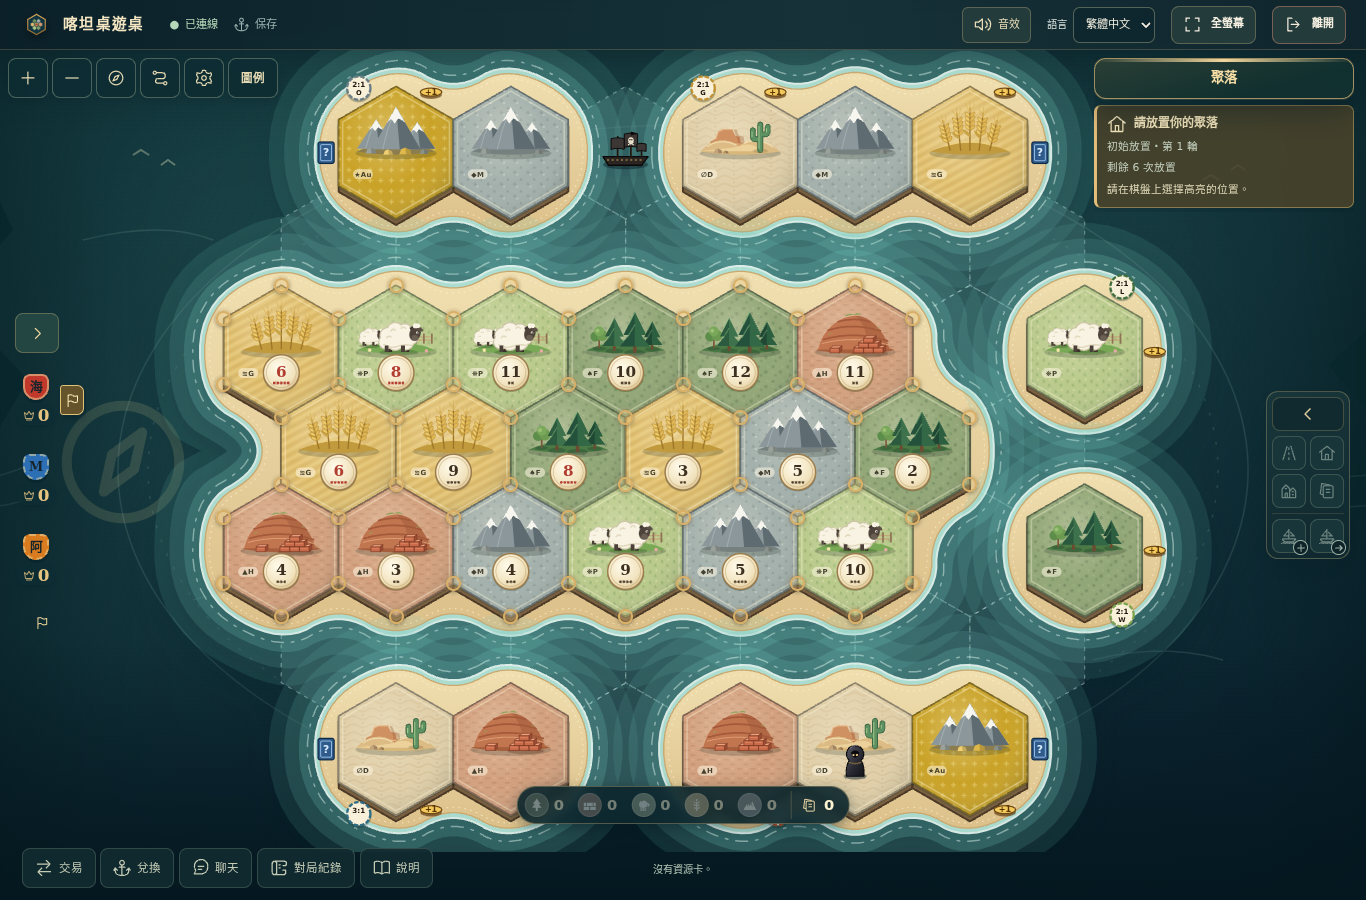 喀坦桌遊桌
已連線
保存
音效
語言
繁體中文
全螢幕
離開
圖例
聚落
請放置你的聚落
初始放置・第 1 輪
剩餘 6 次放置
請在棋盤上選擇高亮的位置。
2:1
O
+1
?
★Au
◆M
2:1
G
+1
+1
?
∅D
◆M
≋G
2:1
L
+1
❋P
≋G
6
❋P
8
❋P
11
♠F
10
♠F
12
▲H
11
≋G
6
≋G
9
♠F
8
≋G
3
◆M
5
♠F
2
▲H
4
▲H
3
◆M
4
❋P
9
◆M
5
❋P
10
♠F
+1
2:1
W
海
0
M
0
阿
0
?
∅D
▲H
3:1
+1
▲H
∅D
★Au
?
+1
0
0
0
0
0
0
交易
兌換
聊天
對局紀錄
說明
沒有資源卡。